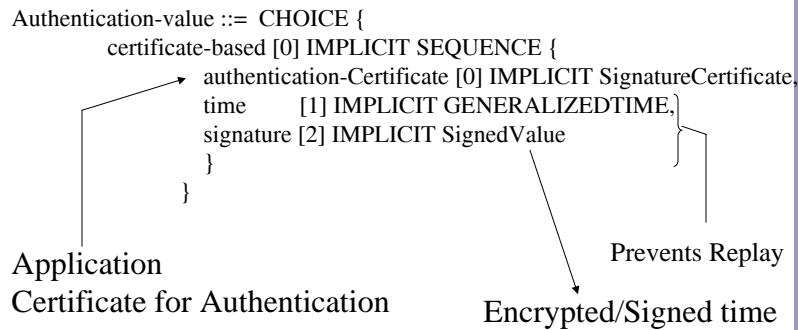 Authentication-value ::= CHOICE {
certificate-based [0] IMPLICIT SEQUENCE {
authentication-Certificate [0] IMPLICIT SignatureCertificate,
time [1] IMPLICIT GENERALIZEDTIME,
signature [2] IMPLICIT SignedValue
}
}
Prevents Replay
Application
Certificate for Authentication
Encrypted/Signed time